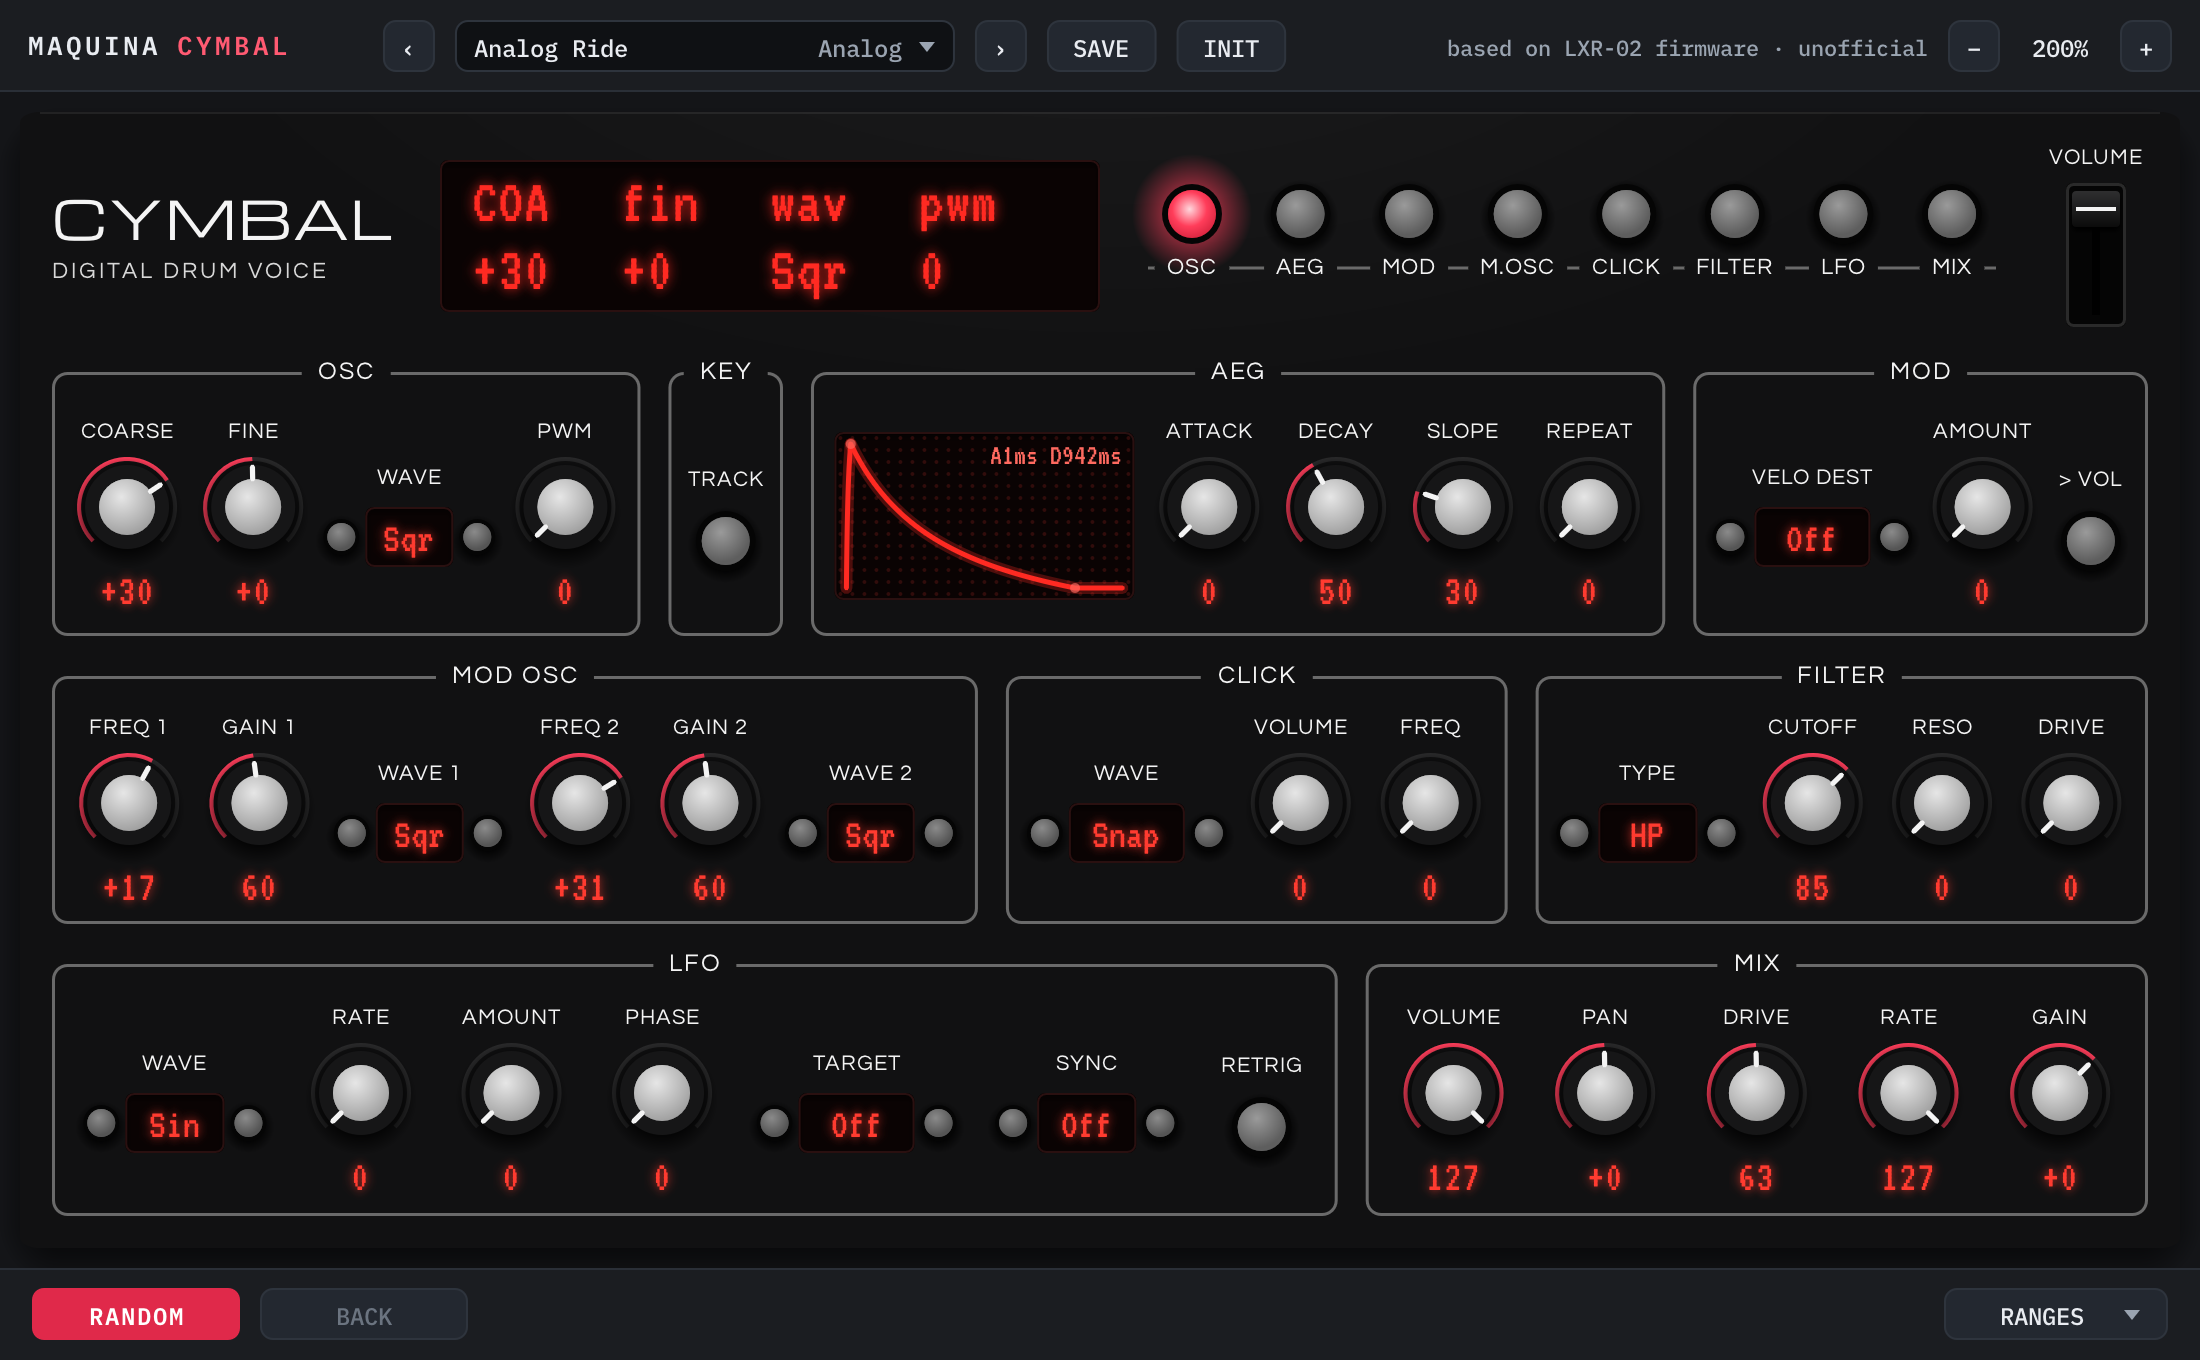 MAQUINA CYMBAL
‹
Analog Ride
Analog
›
SAVE
INIT
based on LXR-02 firmware · unofficial
−
200%
+
CYMBAL
DIGITAL DRUM VOICE
COA fin wav pwm
+30 +0 Sqr 0
OSC AEG MOD M.OSC CLICK FILTER LFO MIX
VOLUME
OSC
COARSE FINE WAVE PWM
+30 +0 Sqr 0
KEY
TRACK
AEG
A1ms D942ms
ATTACK DECAY SLOPE REPEAT
0 50 30 0
MOD
VELO DEST AMOUNT > VOL
Off 0
MOD OSC
FREQ 1 GAIN 1 WAVE 1 FREQ 2 GAIN 2 WAVE 2
+17 60 Sqr +31 60 Sqr
CLICK
WAVE VOLUME FREQ
Snap 0 0
FILTER
TYPE CUTOFF RESO DRIVE
HP 85 0 0
LFO
WAVE RATE AMOUNT PHASE TARGET SYNC RETRIG
Sin 0 0 0 Off Off
MIX
VOLUME PAN DRIVE RATE GAIN
127 +0 63 127 +0
RANDOM
BACK
RANGES